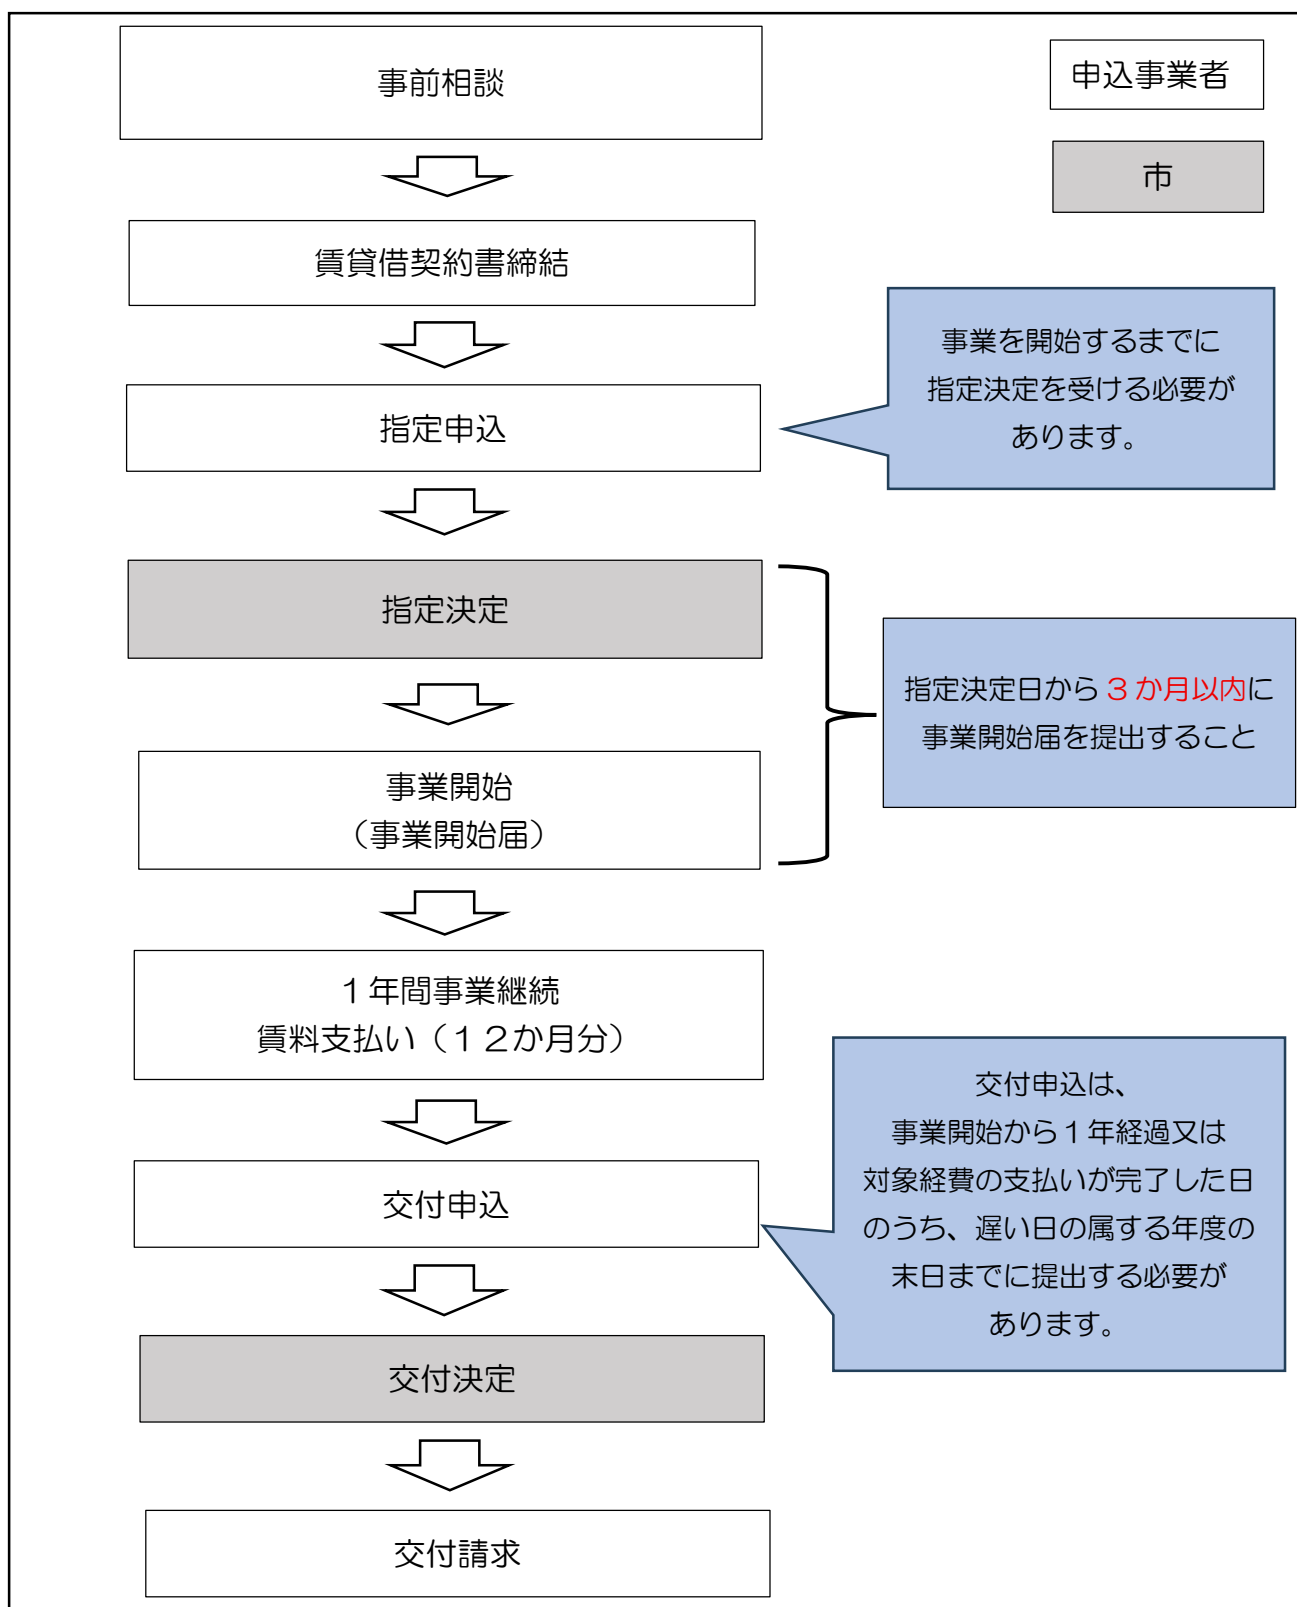 事前相談
申込事業者
市
賃貸借契約書締結
事業を開始するまでに
指定決定を受ける必要が
あります。
指定申込
指定決定
指定決定日から３か月以内に
事業開始届を提出すること
事業開始
（事業開始届）
１年間事業継続
賃料支払い（１２か月分）
交付申込は、
事業開始から１年経過又は
対象経費の支払いが完了した日
のうち、遅い日の属する年度の
末日までに提出する必要が
あります。
交付申込
交付決定
交付請求